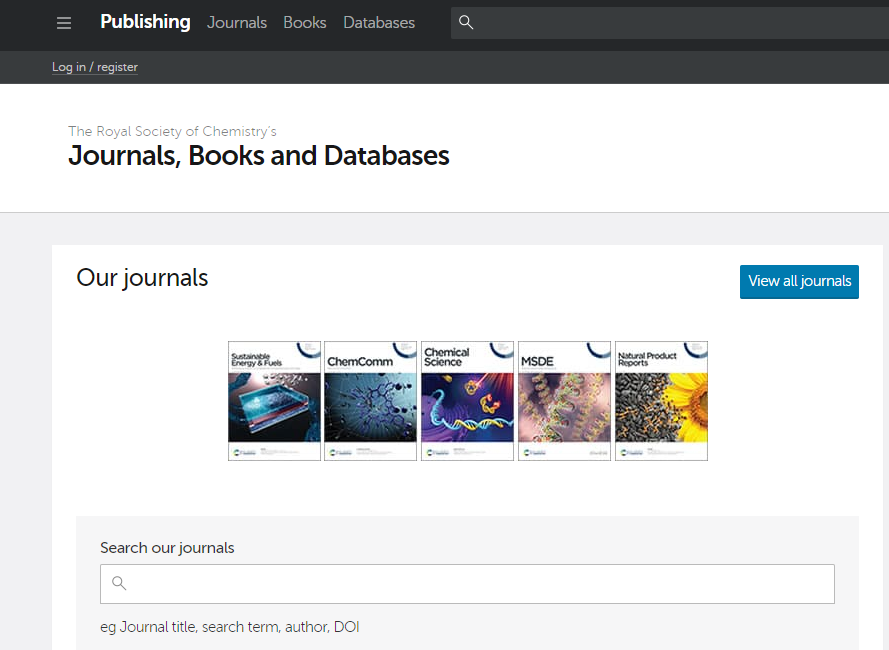 Publishing Journals Books Databases
Log in / register
The Royal Society of Chemistry's
Journals, Books and Databases
Our journals
View all journals
Sustainable
Energy & Fuels
ChemComm
Chemical
Science
MSDE
Natural Product
Reports
Search our journals
eg Journal title, search term, author, DOI